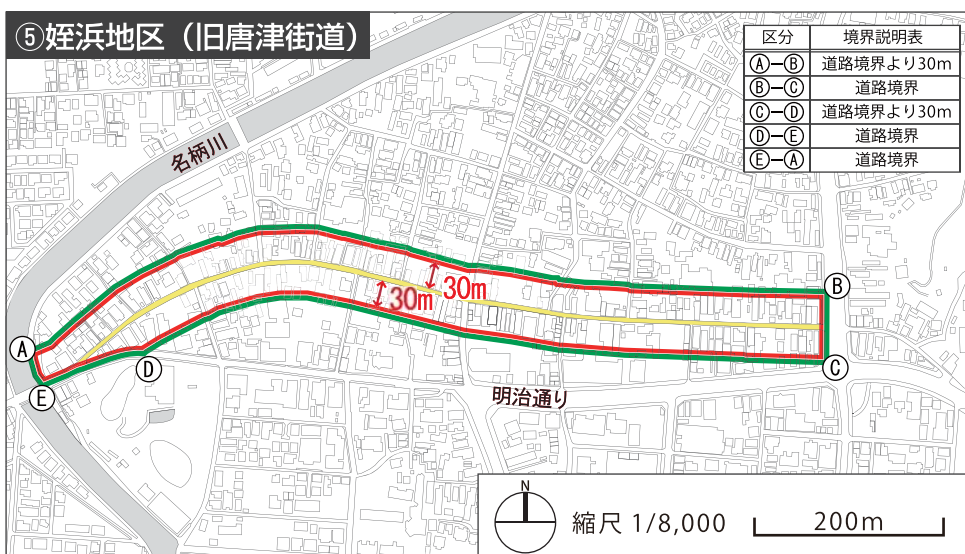 ⑤姪浜地区（旧唐津街道）
区分 境界説明表
Ⓐ－Ⓑ 道路境界より30m
Ⓑ－Ⓒ 道路境界
Ⓒ－Ⓓ 道路境界より30m
Ⓓ－Ⓔ 道路境界
Ⓔ－Ⓐ 道路境界
名柄川
30m
30m
Ⓑ
Ⓐ
Ⓓ
Ⓒ
Ⓔ
明治通り
N
縮尺 1/8,000
200m